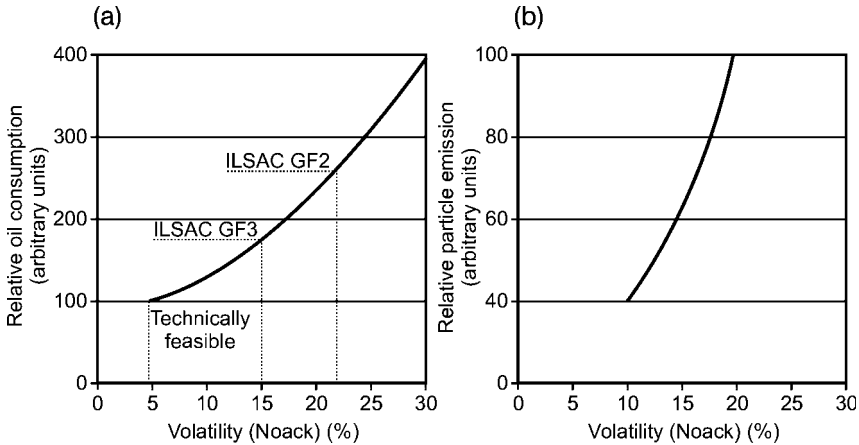 (a)
Relative oil consumption
(arbitrary units)
400
300
200
100
0
ILSAC GF2
ILSAC GF3
Technically
feasible
0 5 10 15 20 25 30
Volatility (Noack) (%)
(b)
Relative particle emission
(arbitrary units)
100
80
60
40
0
0 5 10 15 20 25 30
Volatility (Noack) (%)